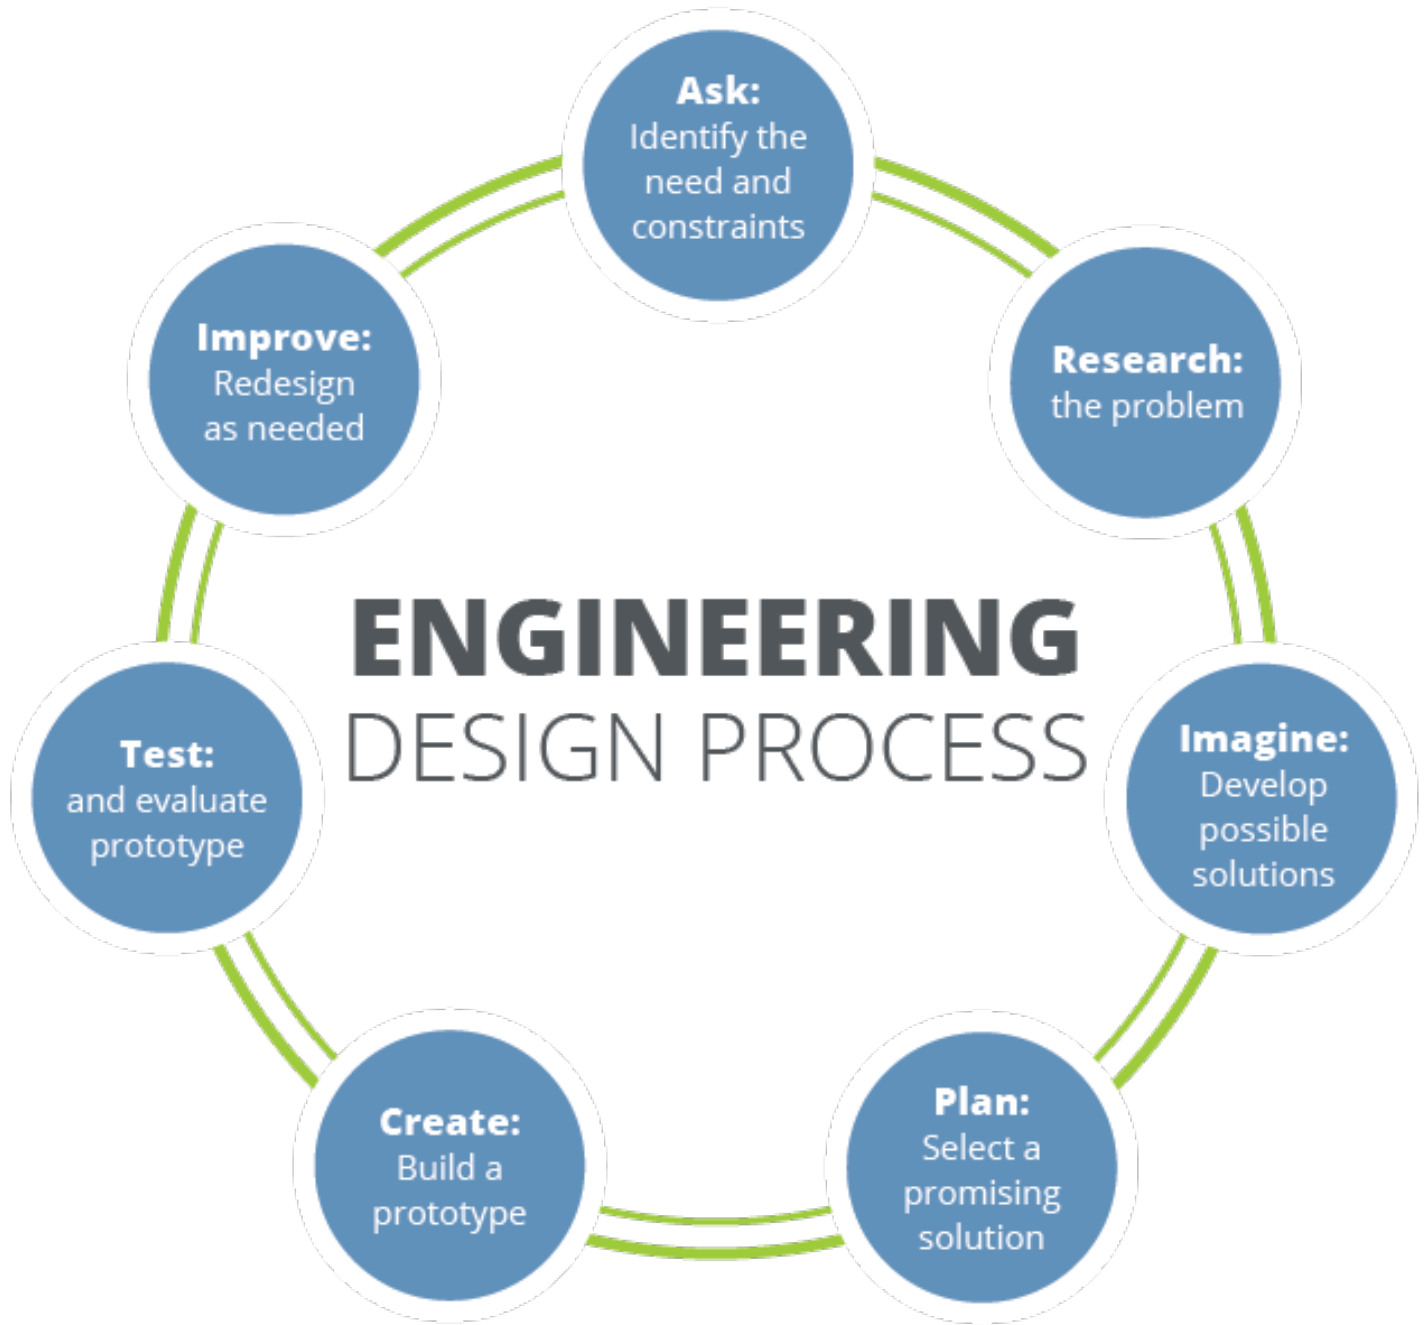 Ask:
Identify the
need and
constraints
Research:
the problem
Imagine:
Develop
possible
solutions
Plan:
Select a
promising
solution
Create:
Build a
prototype
Test:
and evaluate
prototype
Improve:
Redesign
as needed
ENGINEERING
DESIGN PROCESS